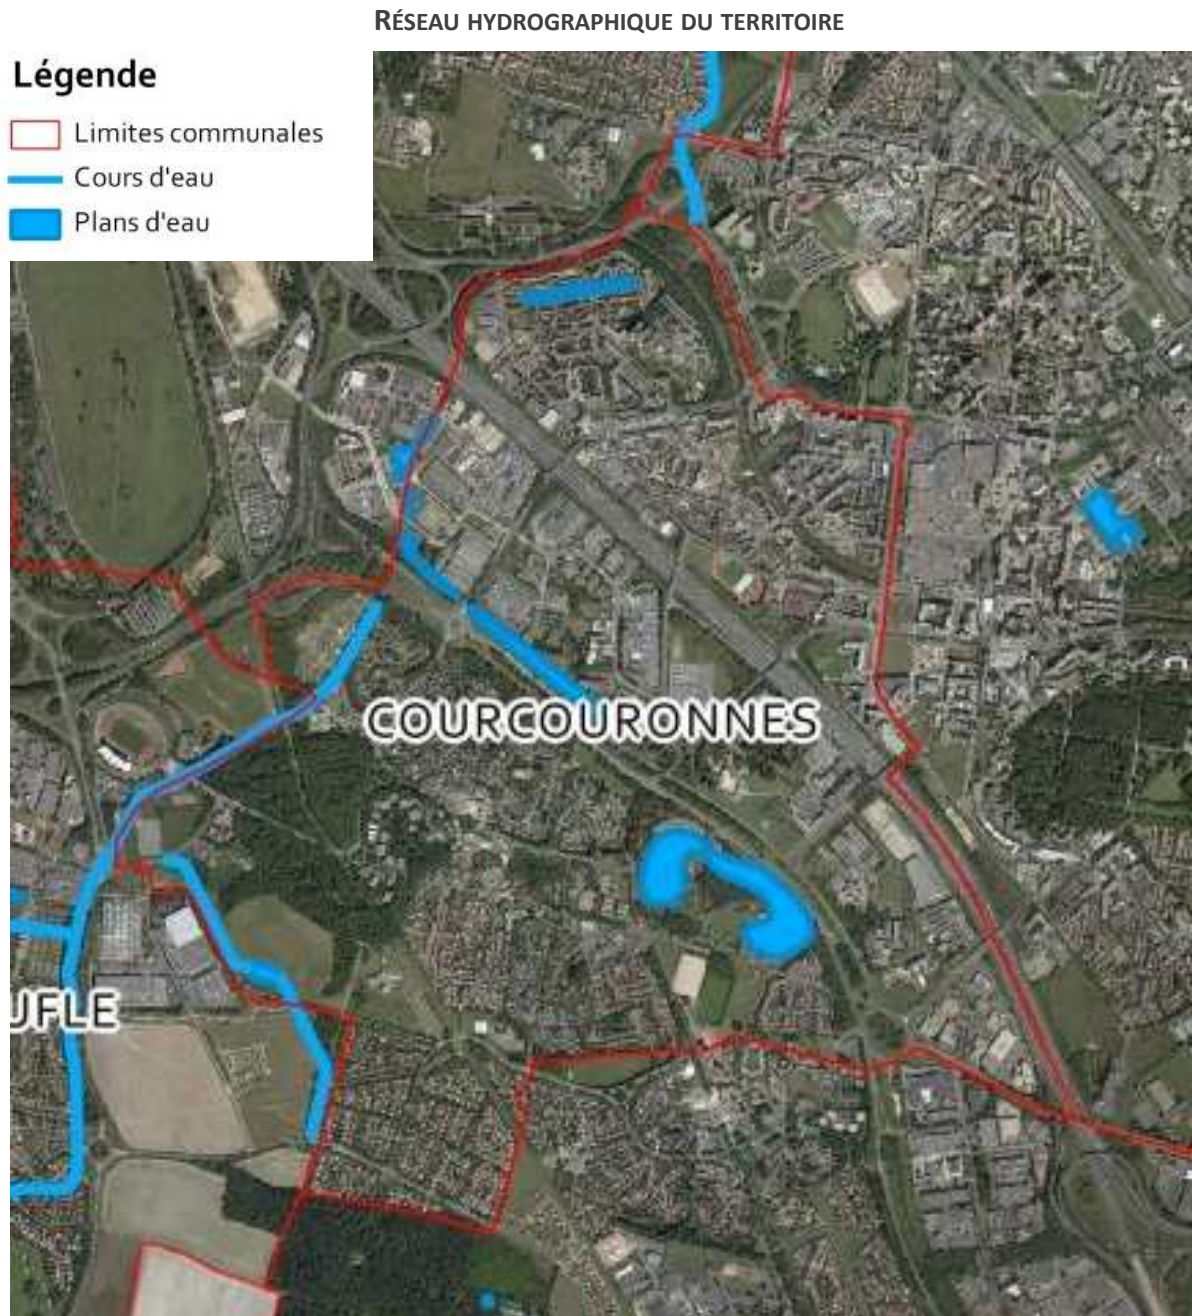 RÉSEAU HYDROGRAPHIQUE DU TERRITOIRE
Légende
Limites communales
Cours d'eau
Plans d'eau
COURCOURONNES
UFLE